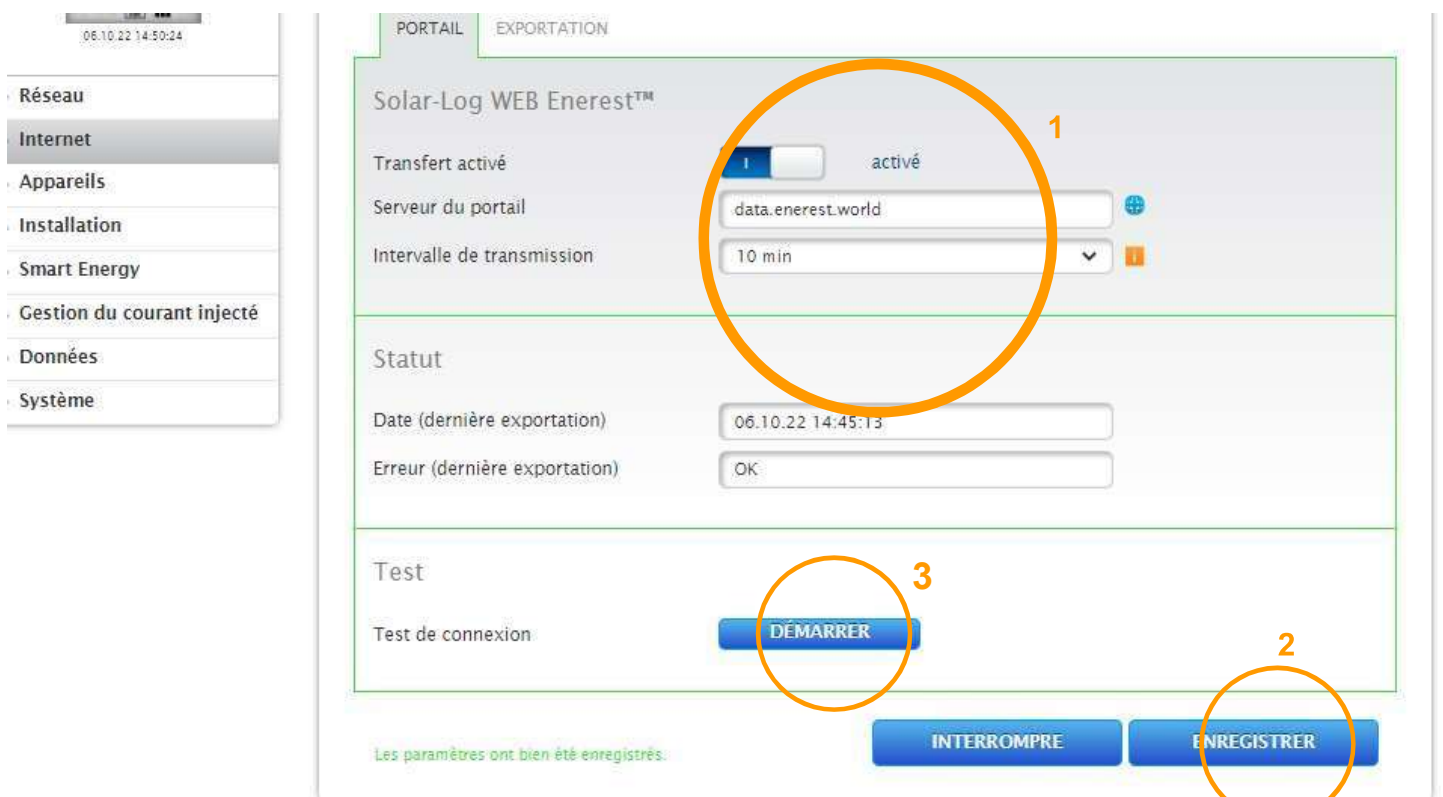 06.10.22 14:50:24
Réseau
Internet
Appareils
Installation
Smart Energy
Gestion du courant injecté
Données
Système
PORTAIL EXPORTATION
Solar-Log WEB Enerest™
1
Transfert activé I activé
Serveur du portail data.enerest.world
Intervalle de transmission 10 min i
Statut
Date (dernière exportation) 06.10.22 14:45:13
Erreur (dernière exportation) OK
Test
3
Test de connexion DÉMARRER
2
Les paramètres ont bien été enregistrés. INTERROMPRE ENREGISTRER